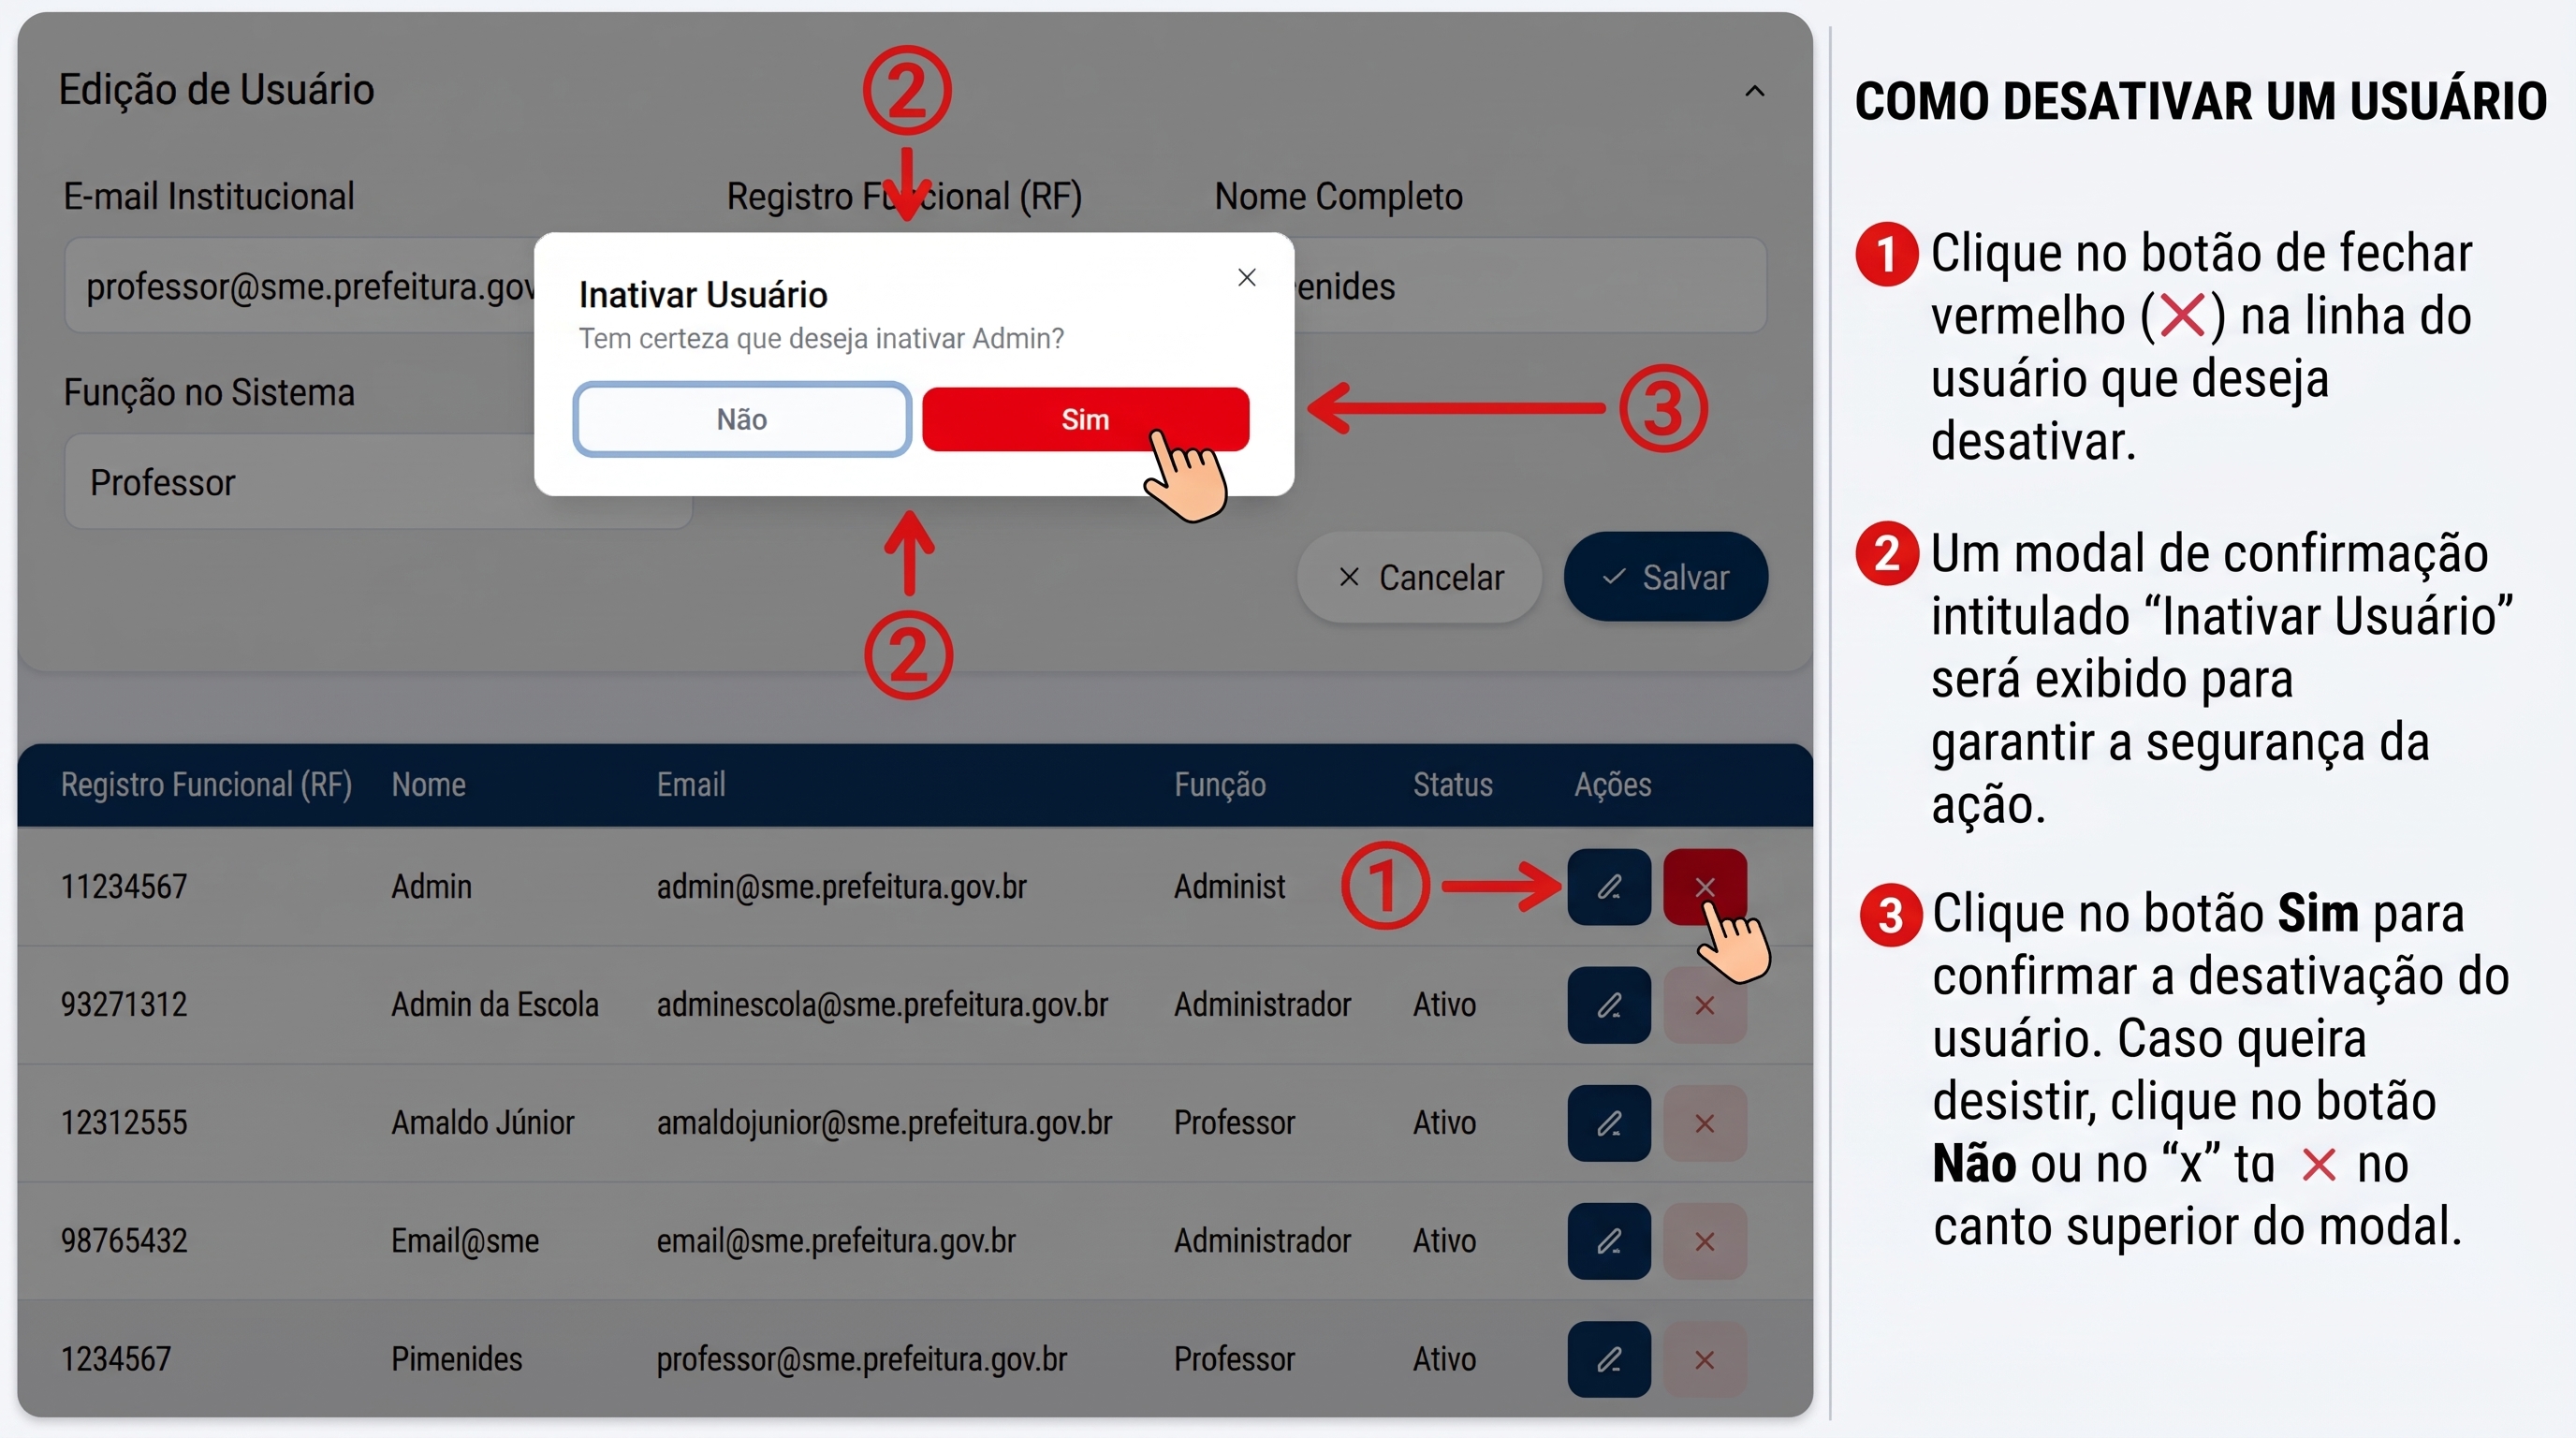 Edição de Usuário
2
E-mail Institucional
Registro Funcional (RF)
Nome Completo
professor@sme.prefeitura.gov
enides
Inativar Usuário
Tem certeza que deseja inativar Admin?
Não
Sim
3
Função no Sistema
Professor
Cancelar
Salvar
2
Registro Funcional (RF) Nome Email Função Status Ações
11234567 Admin admin@sme.prefeitura.gov.br Administ 1
93271312 Admin da Escola adminescola@sme.prefeitura.gov.br Administrador Ativo
12312555 Amaldo Júnior amaldojunior@sme.prefeitura.gov.br Professor Ativo
98765432 Email@sme email@sme.prefeitura.gov.br Administrador Ativo
1234567 Pimenides professor@sme.prefeitura.gov.br Professor Ativo
COMO DESATIVAR UM USUÁRIO
1 Clique no botão de fechar
vermelho (✕) na linha do
usuário que deseja
desativar.
2 Um modal de confirmação
intitulado “Inativar Usuário”
será exibido para
garantir a segurança da
ação.
3 Clique no botão Sim para
confirmar a desativação do
usuário. Caso queira
desistir, clique no botão
Não ou no “x” ta ✕ no
canto superior do modal.